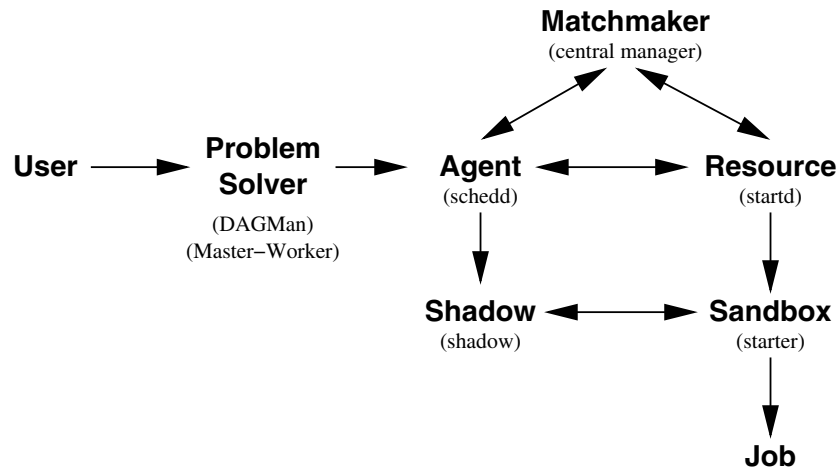 Matchmaker
(central manager)
User
Problem
Solver
(DAGMan)
(Master−Worker)
Agent
(schedd)
Resource
(startd)
Shadow
(shadow)
Sandbox
(starter)
Job